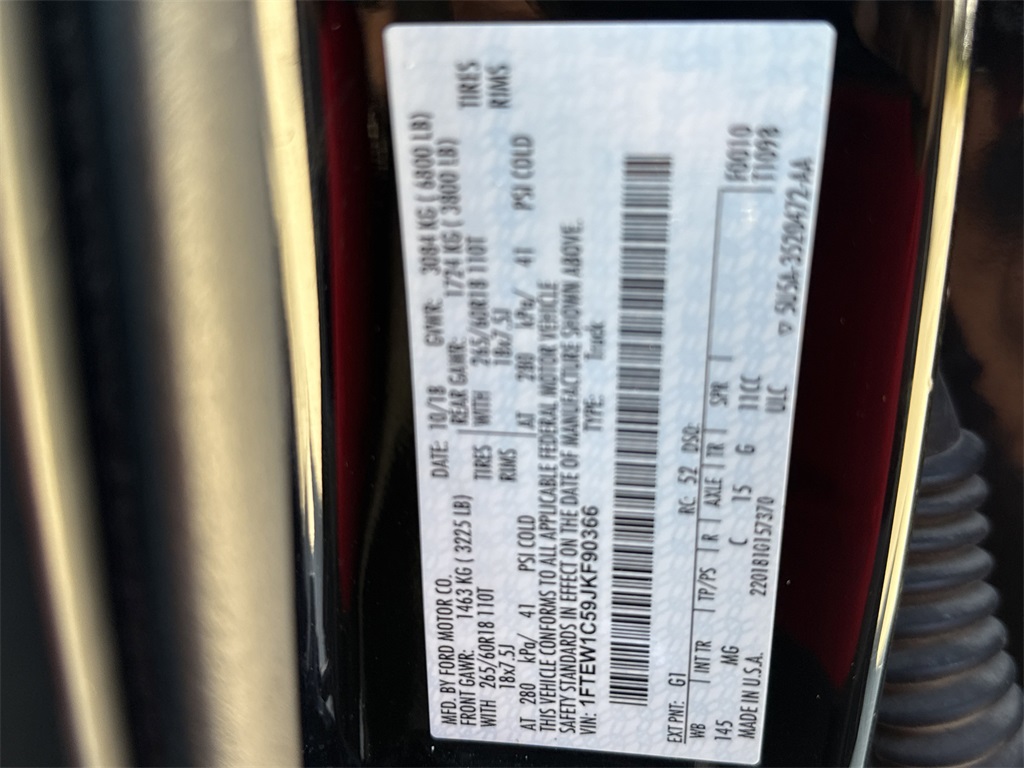 MFD. BY FORD MOTOR CO.
DATE: 10/18 GVWR: 3084 KG ( 6800 LB)
FRONT GAWR: 1463 KG ( 3225 LB)
REAR GAWR: 1724 KG ( 3800 LB)
WITH 265/60R18 110T TIRES
WITH 265/60R18 110T TIRES
18x7.5J RIMS
18x7.5J RIMS
AT 280 kPa/ 41 PSI COLD
AT 280 kPa/ 41 PSI COLD
THIS VEHICLE CONFORMS TO ALL APPLICABLE FEDERAL MOTOR VEHICLE
SAFETY STANDARDS IN EFFECT ON THE DATE OF MANUFACTURE SHOWN ABOVE.
VIN: 1FTEW1C59JKF90366 TYPE: Truck
EXT PNT: G1 RC: 52 DSO:
WB INT TR TP/PS R AXLE TR SPR F0010
145 MG C 15 G 11CC T1098
MADE IN U.S.A. 2201810157370 ULC
▽ 5U5A-3520472-AA